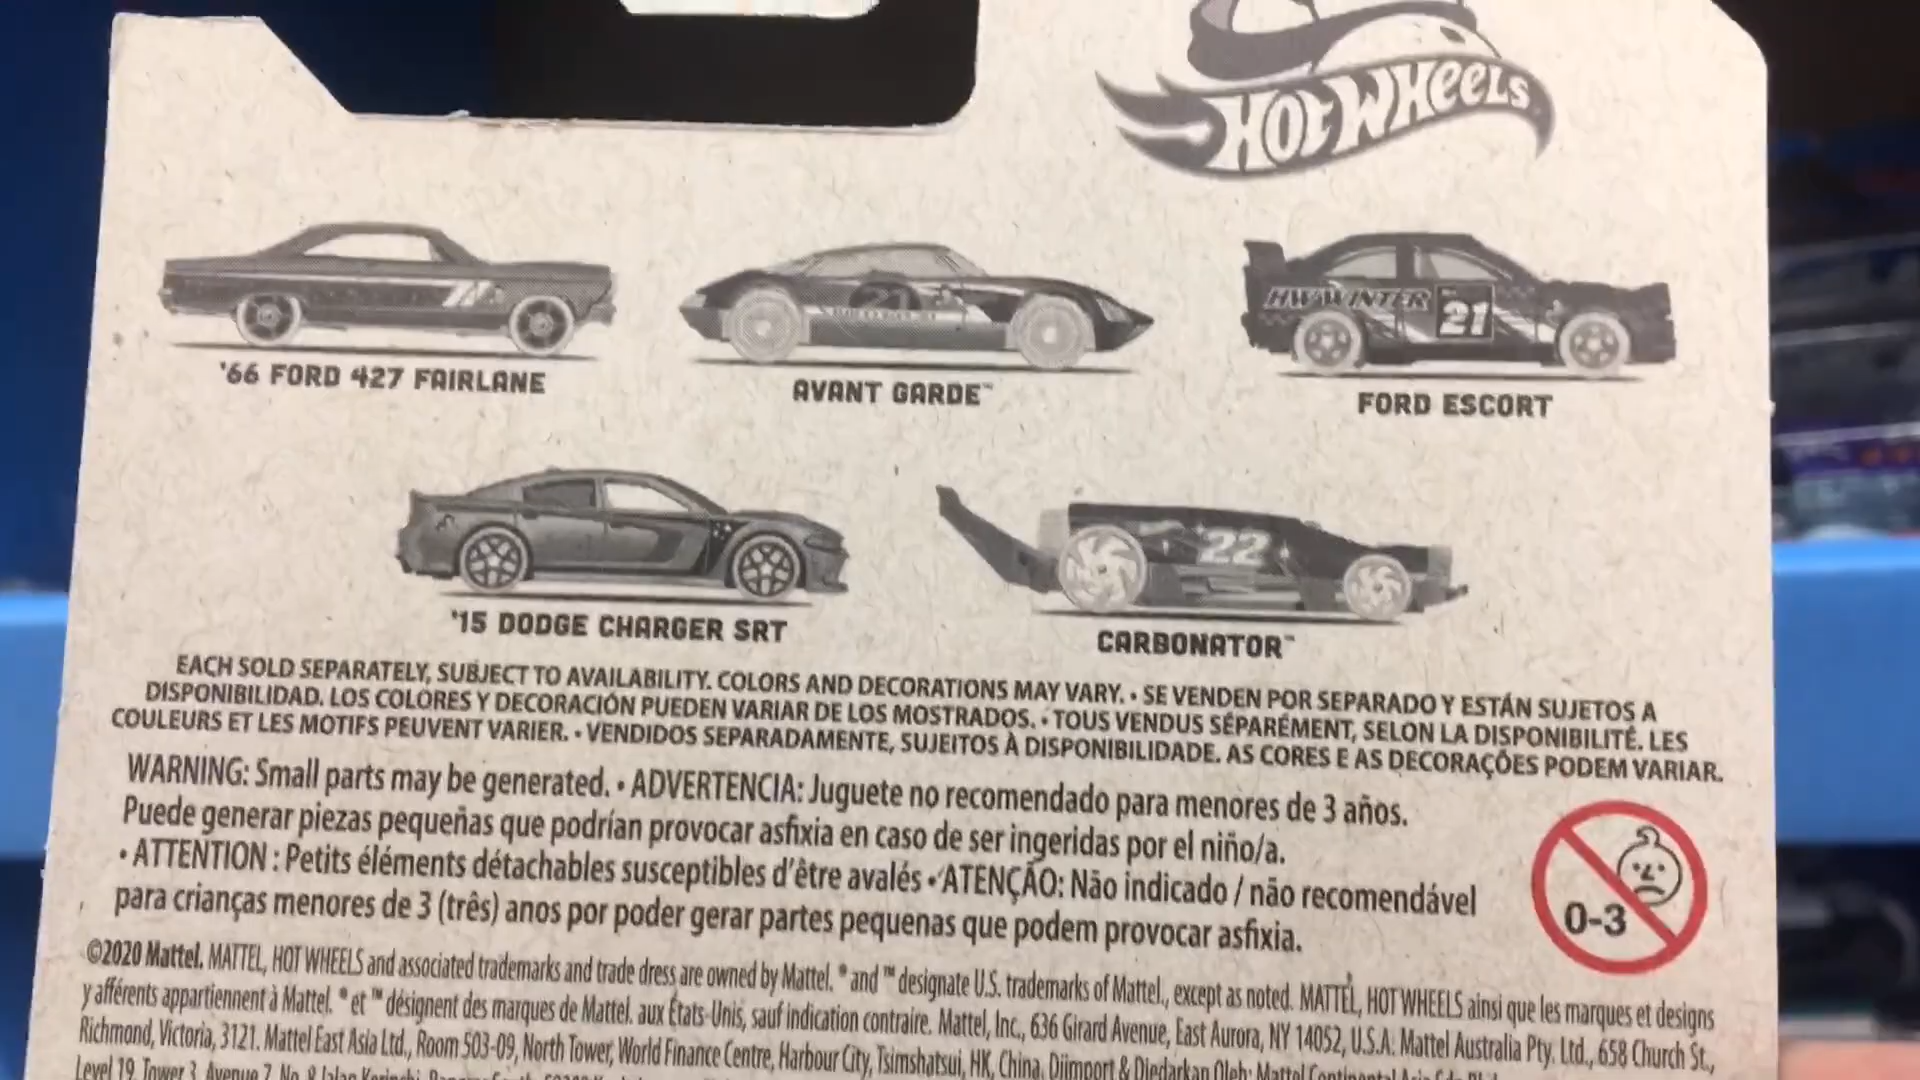 HOT WHEELS
HW WINTER
21
21
'66 FORD 427 FAIRLANE
AVANT GARDE™
FORD ESCORT
22
'15 DODGE CHARGER SRT
CARBONATOR™
EACH SOLD SEPARATELY, SUBJECT TO AVAILABILITY. COLORS AND DECORATIONS MAY VARY. • SE VENDEN POR SEPARADO Y ESTÁN SUJETOS A
DISPONIBILIDAD. LOS COLORES Y DECORACIÓN PUEDEN VARIAR DE LOS MOSTRADOS. • TOUS VENDUS SÉPARÉMENT, SELON LA DISPONIBILITÉ. LES
COULEURS ET LES MOTIFS PEUVENT VARIER. • VENDIDOS SEPARADAMENTE, SUJEITOS À DISPONIBILIDADE. AS CORES E AS DECORAÇÕES PODEM VARIAR.
WARNING: Small parts may be generated. • ADVERTENCIA: Juguete no recomendado para menores de 3 años.
Puede generar piezas pequeñas que podrían provocar asfixia en caso de ser ingeridas por el niño/a.
• ATTENTION : Petits éléments détachables susceptibles d'être avalés • ATENÇÃO: Não indicado / não recomendável
para crianças menores de 3 (três) anos por poder gerar partes pequenas que podem provocar asfixia.
0-3
©2020 Mattel. MATTEL, HOT WHEELS and associated trademarks and trade dress are owned by Mattel. ® and ™ designate U.S. trademarks of Mattel, except as noted. MATTEL, HOT WHEELS ainsi que les marques et designs
y afférents appartiennent à Mattel. ® et ™ désignent des marques de Mattel. aux États-Unis, sauf indication contraire. Mattel, Inc., 636 Girard Avenue, East Aurora, NY 14052, U.S.A. Mattel Australia Pty. Ltd., 658 Church St.,
Richmond, Victoria, 3121. Mattel East Asia Ltd., Room 503-09, North Tower, World Finance Centre, Harbour City, Tsimshatsui, HK, China. Diimport & Diedarkan Oleh: Mattel Continental Asia Sdn Bhd.
Level 19, Tower 3, Avenue 7, No. 8 Jalan Kerinchi,